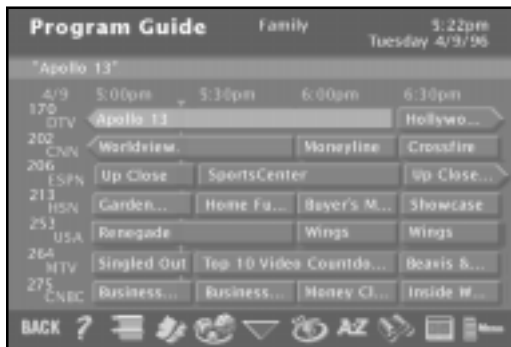 Program Guide Family 5:22pm
Tuesday 4/9/96
"Apollo 13"
4/9 5:00pm 5:30pm 6:00pm 6:30pm
170 DTV Apollo 13 Hollywo...
202 CNN Worldview. Moneyline Crossfire
206 ESPN Up Close SportsCenter Up Close...
213 HSN Garden... Home Fu... Buyer's M... Showcase
253 USA Renegade Wings Wings
264 MTV Singled Out Top 10 Video Countdo... Beavis &...
275 CNBC Business... Business... Money Cl... Inside W...
BACK ? A-Z Menu